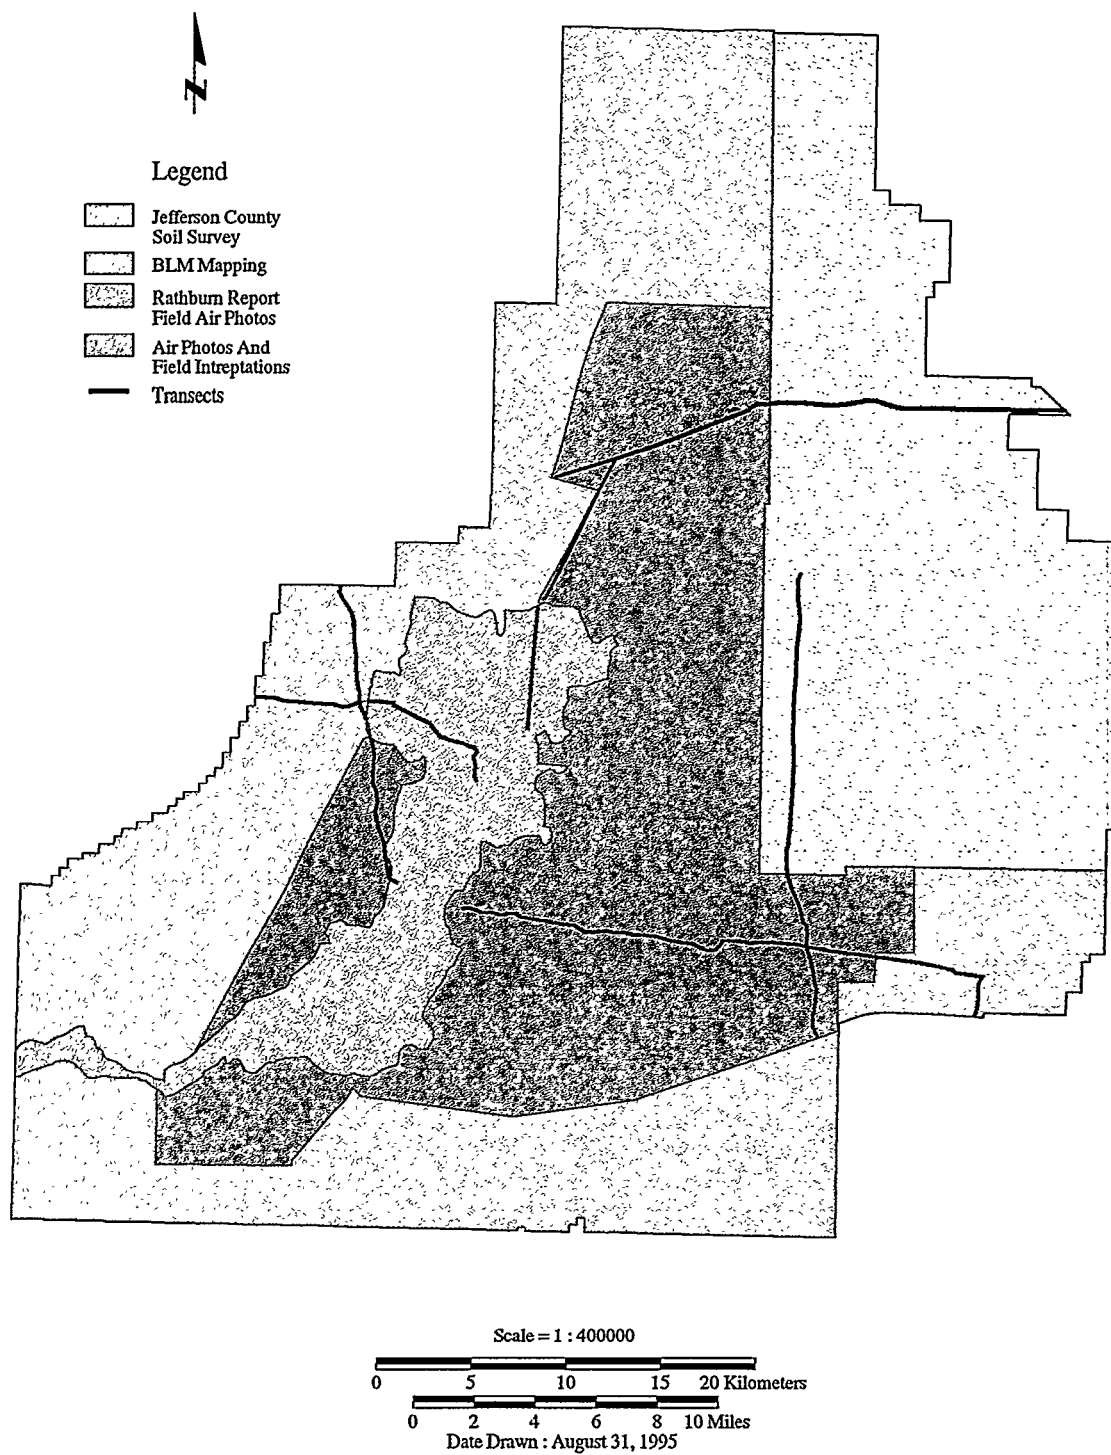 N
Legend
Jefferson County
Soil Survey
BLM Mapping
Rathburn Report
Field Air Photos
Air Photos And
Field Intreptations
Transects
Scale = 1 : 400000
0 5 10 15 20 Kilometers
0 2 4 6 8 10 Miles
Date Drawn : August 31, 1995